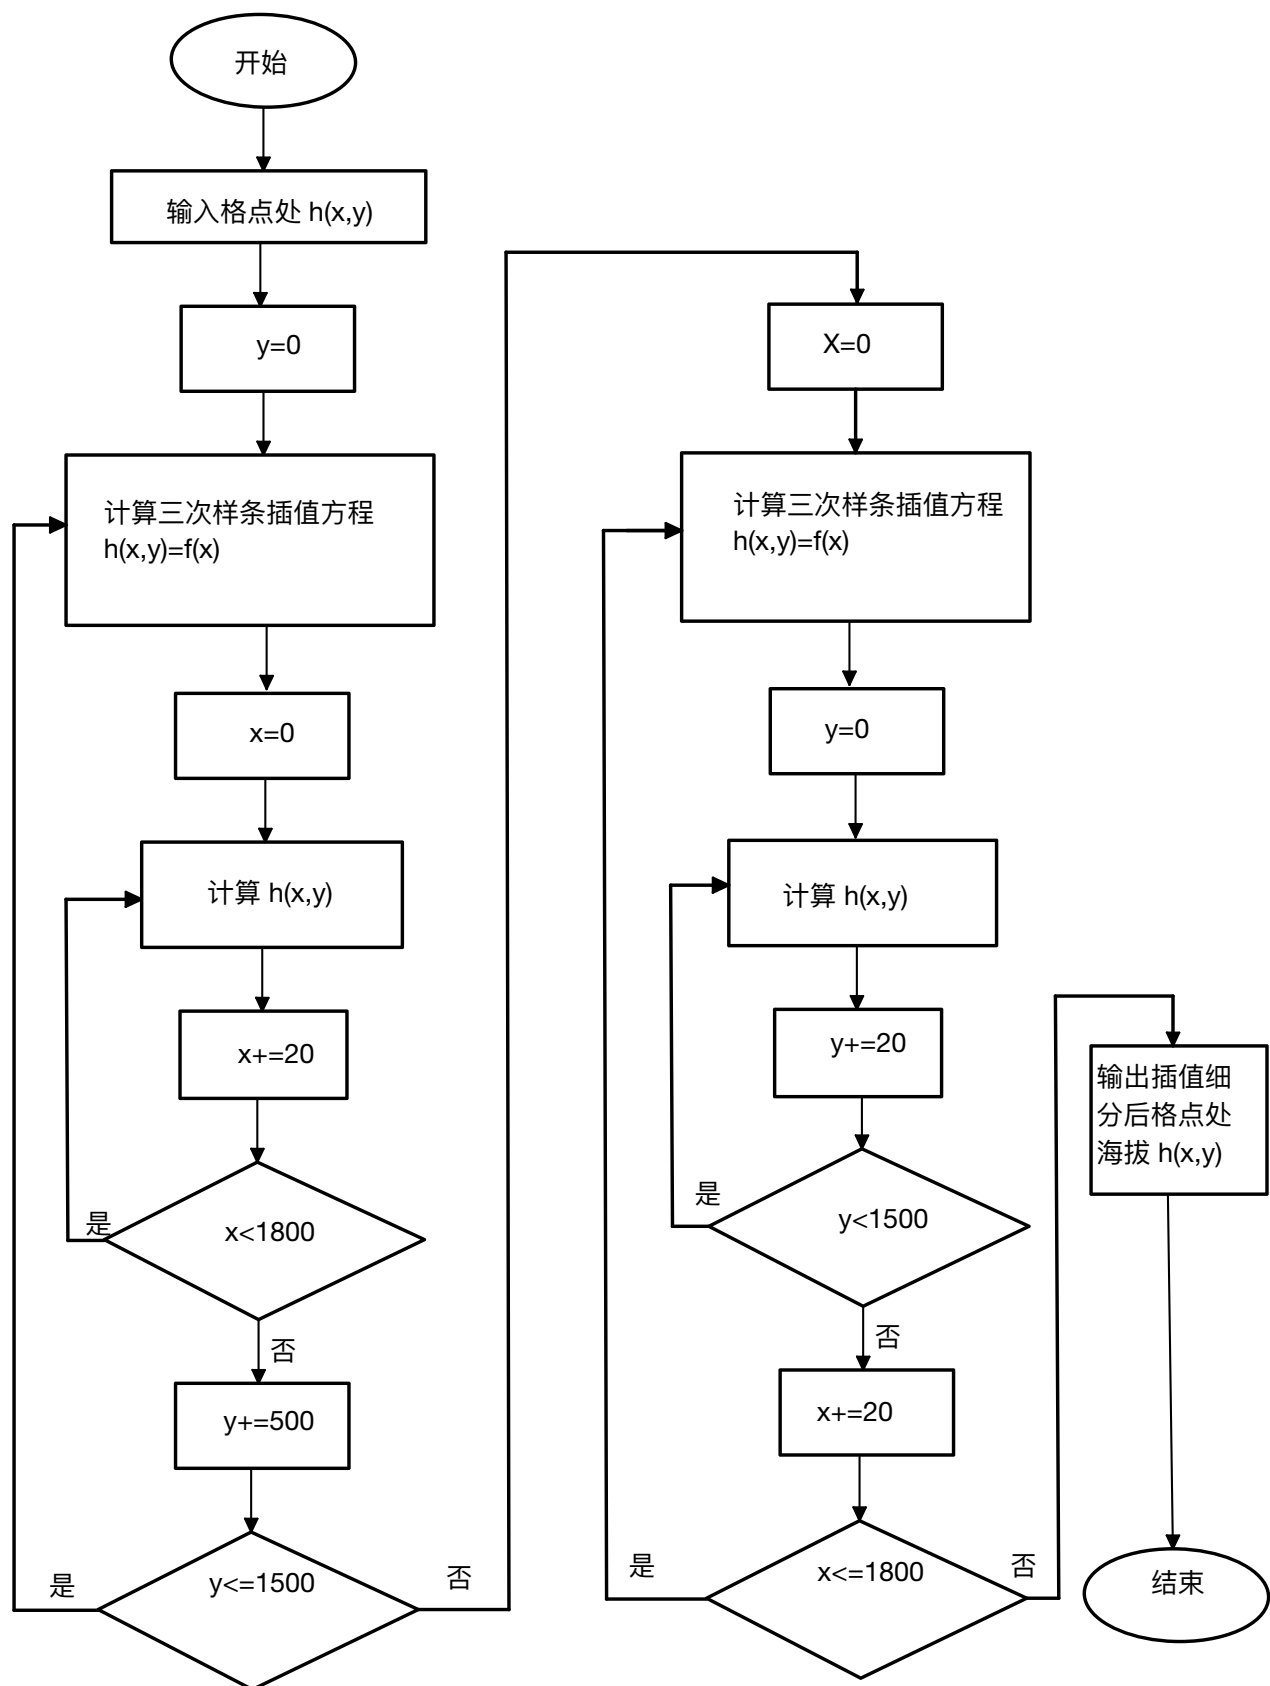 开始
输入格点处 h(x,y)
y=0
计算三次样条插值方程
h(x,y)=f(x)
x=0
计算 h(x,y)
x+=20
x<1800
是
否
y+=500
y<=1500
是
否
X=0
计算三次样条插值方程
h(x,y)=f(x)
y=0
计算 h(x,y)
y+=20
y<1500
是
否
x+=20
x<=1800
是
否
输出插值细
分后格点处
海拔 h(x,y)
结束